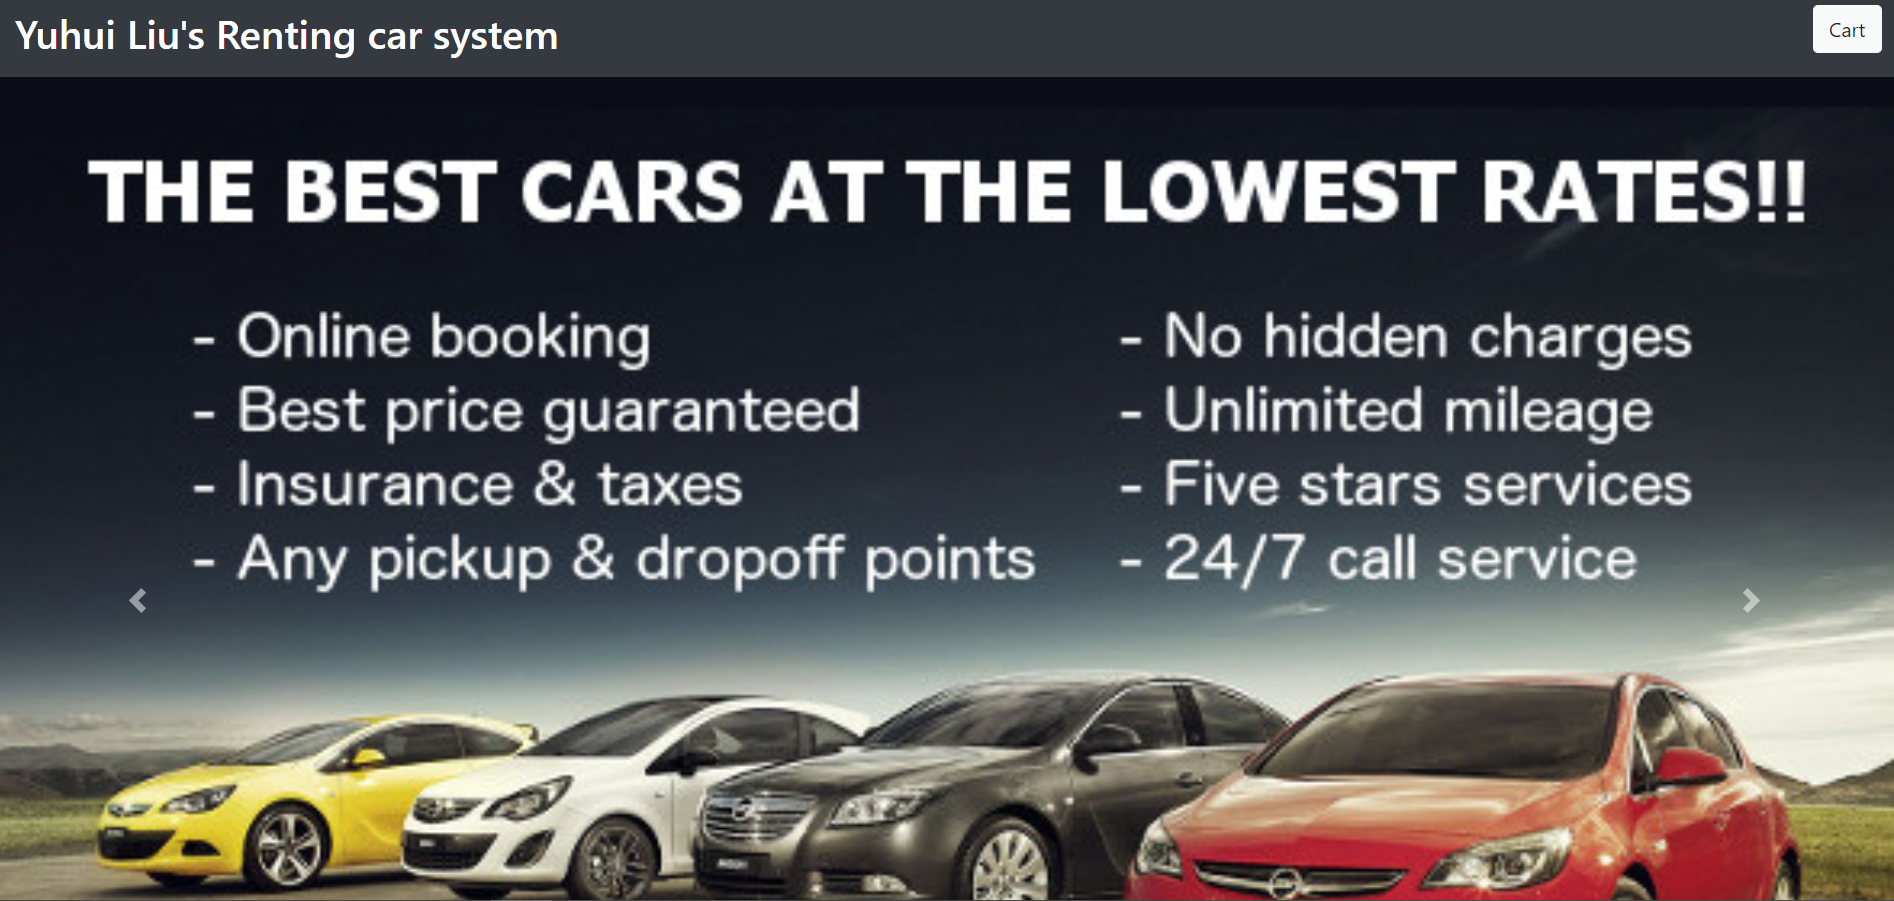 Yuhui Liu's Renting car system
Cart
THE BEST CARS AT THE LOWEST RATES!!
- Online booking
- Best price guaranteed
- Insurance & taxes
- Any pickup & dropoff points
- No hidden charges
- Unlimited mileage
- Five stars services
- 24/7 call service